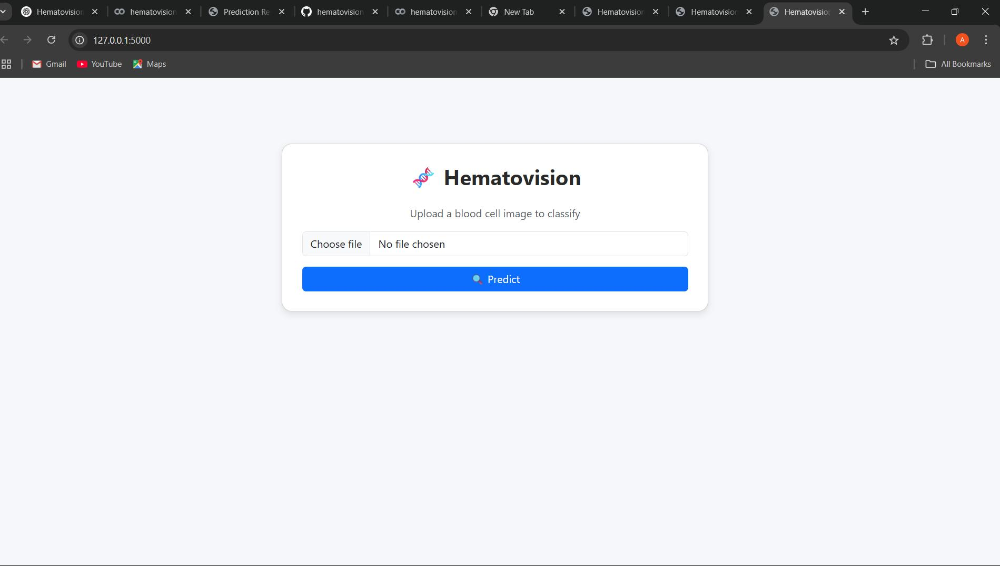 Hematovision
hematovision
Prediction Re
hematovision
hematovision
New Tab
Hematovision
Hematovision
Hematovision
127.0.0.1:5000
A
Gmail
YouTube
Maps
All Bookmarks
Hematovision
Upload a blood cell image to classify
Choose file
No file chosen
Predict